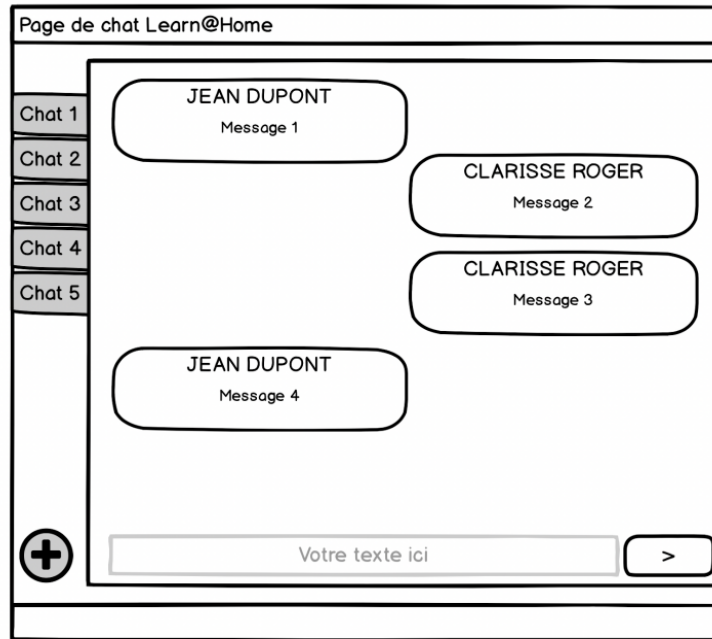 Page de chat Learn@Home
Chat 1
Chat 2
Chat 3
Chat 4
Chat 5
JEAN DUPONT
Message 1
CLARISSE ROGER
Message 2
CLARISSE ROGER
Message 3
JEAN DUPONT
Message 4
Votre texte ici
>